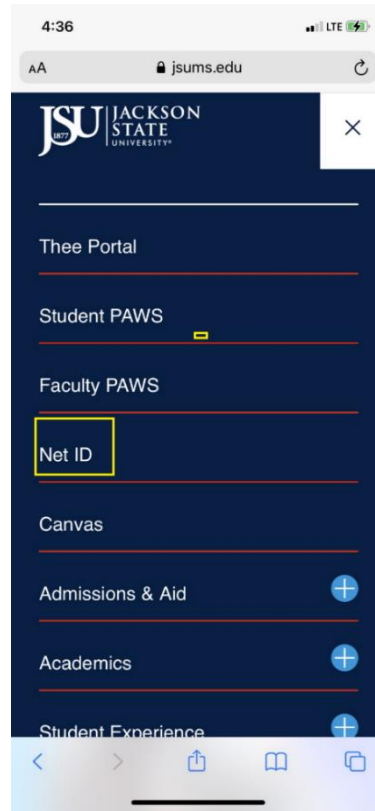 4:36
LTE
AA
jsums.edu
JSU
1877
JACKSON
STATE
UNIVERSITY®
Thee Portal
Student PAWS
Faculty PAWS
Net ID
Canvas
Admissions & Aid
Academics
Student Experience